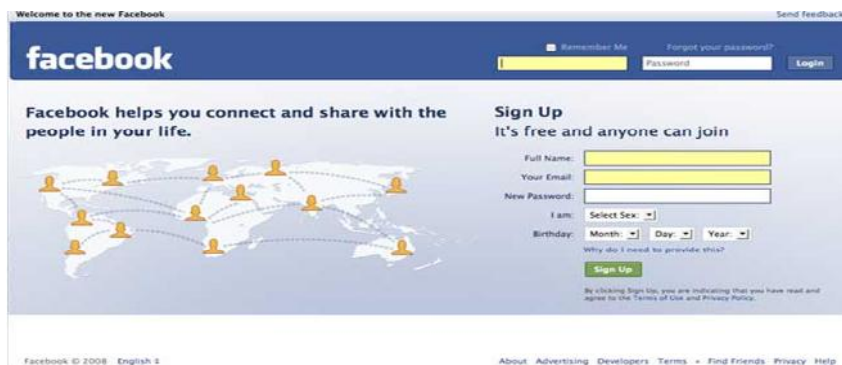 Welcome to the new Facebook
Send feedback
Remember Me
Forgot your password?
facebook
Password
Login
Facebook helps you connect and share with the
people in your life.
Sign Up
It's free and anyone can join
Full Name:
Your Email:
New Password:
I am:
Select Sex:
Birthday:
Month:
Day:
Year:
Why do I need to provide this?
Sign Up
By clicking Sign Up, you are indicating that you have read and
agree to the Terms of Use and Privacy Policy.
Facebook © 2008
English
About
Advertising
Developers
Terms
Find Friends
Privacy
Help